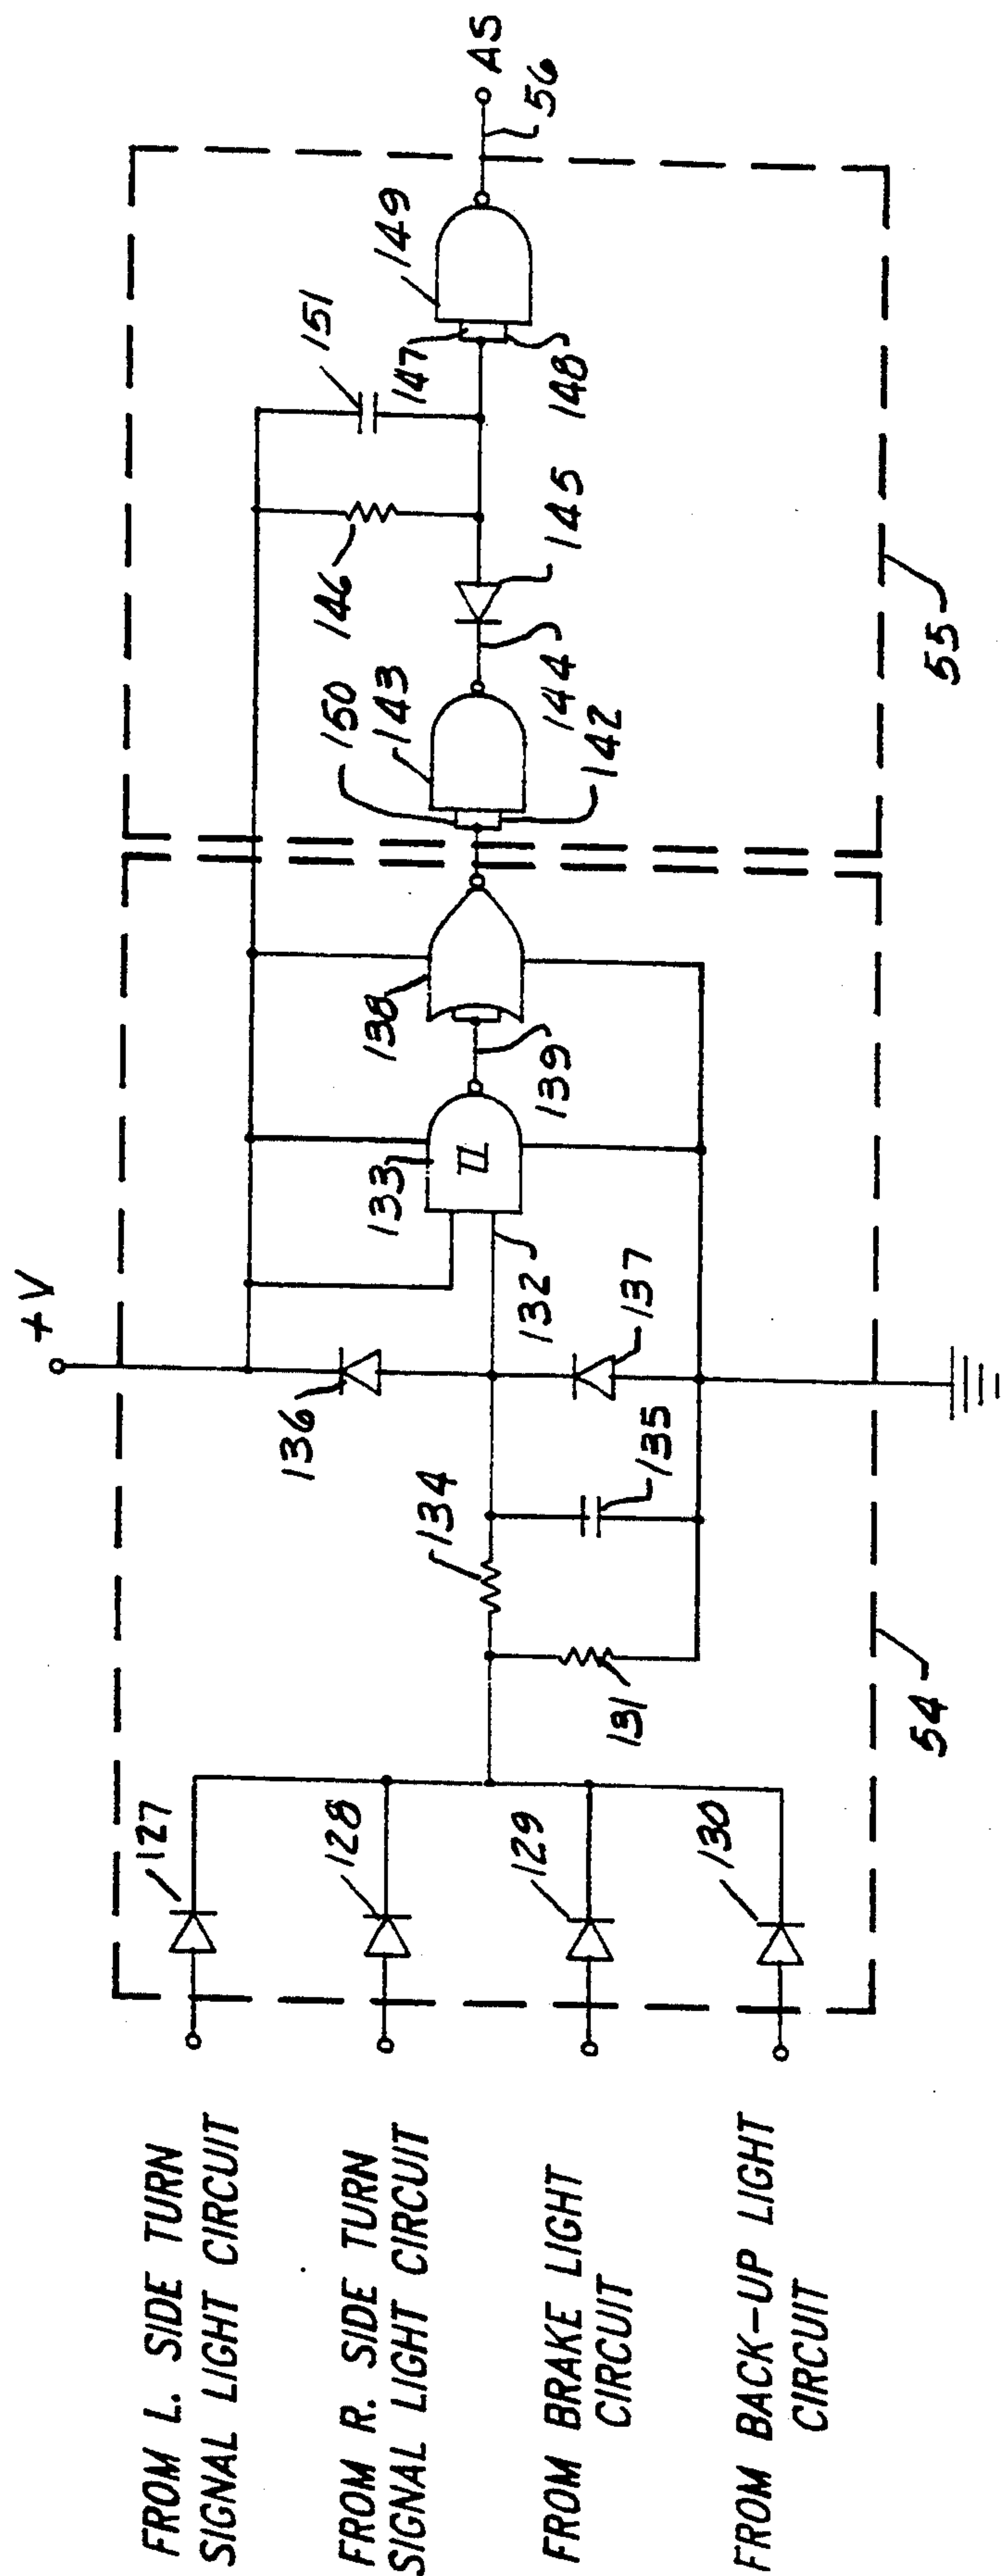 +V
FROM L. SIDE TURN
SIGNAL LIGHT CIRCUIT
FROM R. SIDE TURN
SIGNAL LIGHT CIRCUIT
FROM BRAKE LIGHT
CIRCUIT
FROM BACK-UP LIGHT
CIRCUIT
127
128
129
130
131
134
135
136
137
132
133
II
138
139
150
143
144
142
146
145
151
147
148
149
AS
56
54
55